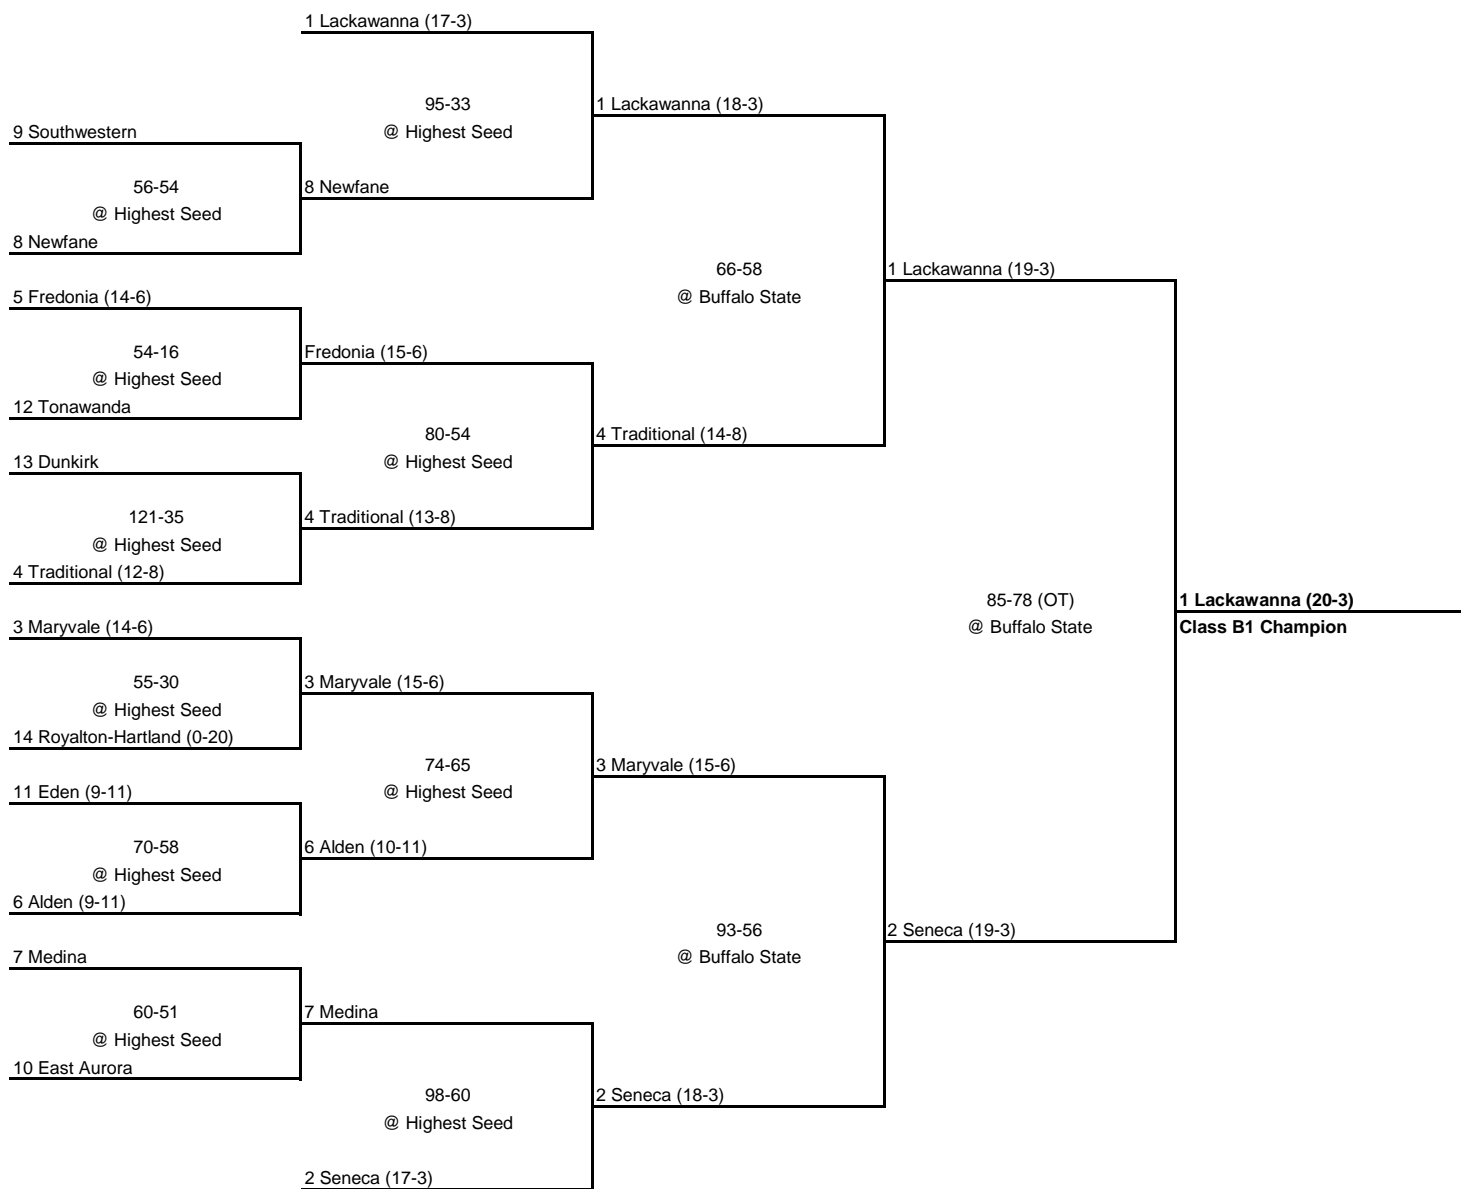 1 Lackawanna (17-3)
95-33
@ Highest Seed
1 Lackawanna (18-3)
9 Southwestern
56-54
@ Highest Seed
8 Newfane
8 Newfane
66-58
@ Buffalo State
1 Lackawanna (19-3)
5 Fredonia (14-6)
54-16
@ Highest Seed
Fredonia (15-6)
12 Tonawanda
80-54
@ Highest Seed
4 Traditional (14-8)
13 Dunkirk
121-35
@ Highest Seed
4 Traditional (13-8)
4 Traditional (12-8)
85-78 (OT)
@ Buffalo State
1 Lackawanna (20-3)
Class B1 Champion
3 Maryvale (14-6)
55-30
@ Highest Seed
3 Maryvale (15-6)
14 Royalton-Hartland (0-20)
74-65
@ Highest Seed
3 Maryvale (15-6)
11 Eden (9-11)
70-58
@ Highest Seed
6 Alden (10-11)
6 Alden (9-11)
93-56
@ Buffalo State
2 Seneca (19-3)
7 Medina
60-51
@ Highest Seed
7 Medina
10 East Aurora
98-60
@ Highest Seed
2 Seneca (18-3)
2 Seneca (17-3)